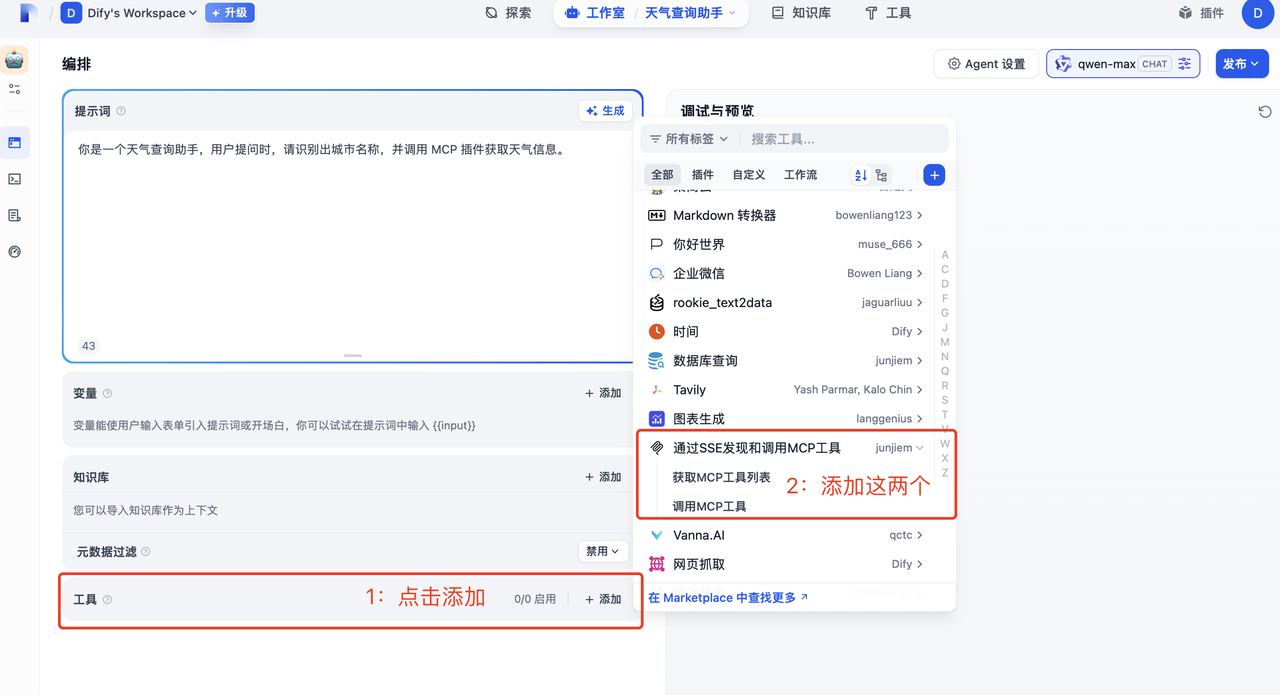 D Dify's Workspace 升级 探索 工作室 / 天气查询助手 知识库 工具 插件 D
编排
Agent 设置 qwen-max CHAT 发布
提示词 生成
你是一个天气查询助手，用户提问时，请识别出城市名称，并调用 MCP 插件获取天气信息。
43
变量 + 添加
变量能使用户输入表单引入提示词或开场白，你可以试试在提示词中输入 {{input}}
知识库 + 添加
您可以导入知识库作为上下文
元数据过滤 禁用
工具 1：点击添加 0/0 启用 + 添加
调试与预览
所有标签 搜索工具...
全部 插件 自定义 工作流
Markdown 转换器 bowenliang123
你好世界 muse_666
企业微信 Bowen Liang
rookie_text2data jaguarliuu
时间 Dify
数据库查询 junjiem
Tavily Yash Parmar, Kalo Chin
图表生成 langgenius
通过SSE发现和调用MCP工具 junjiem
获取MCP工具列表
2：添加这两个
调用MCP工具
Vanna.AI qctc
网页抓取 Dify
在 Marketplace 中查找更多
A
C
D
F
G
J
M
N
Q
R
S
T
V
W
X
Z